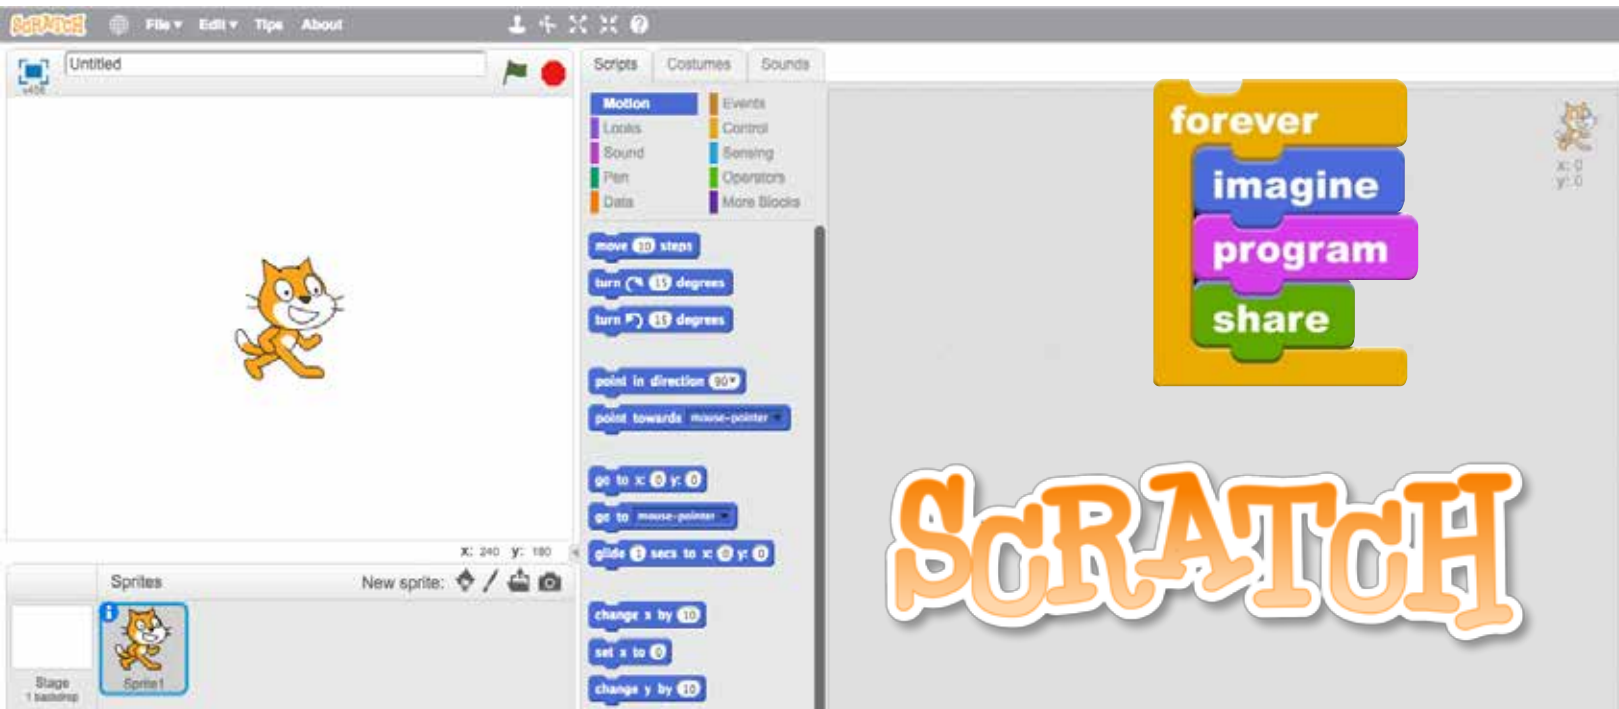 SCRATCH File Edit Tips About
Untitled
v456
Scripts Costumes Sounds
Motion Events
Looks Control
Sound Sensing
Pen Operators
Data More Blocks
move 10 steps
turn 15 degrees
turn 15 degrees
point in direction 90
point towards mouse-pointer
go to x: 0 y: 0
go to mouse-pointer
glide 1 secs to x: 0 y: 0
change x by 10
set x to 0
change y by 10
x: 240 y: 180
Sprites New sprite:
Stage
1 backdrop
Sprite1
forever
imagine
program
share
x: 0
y: 0
SCRATCH